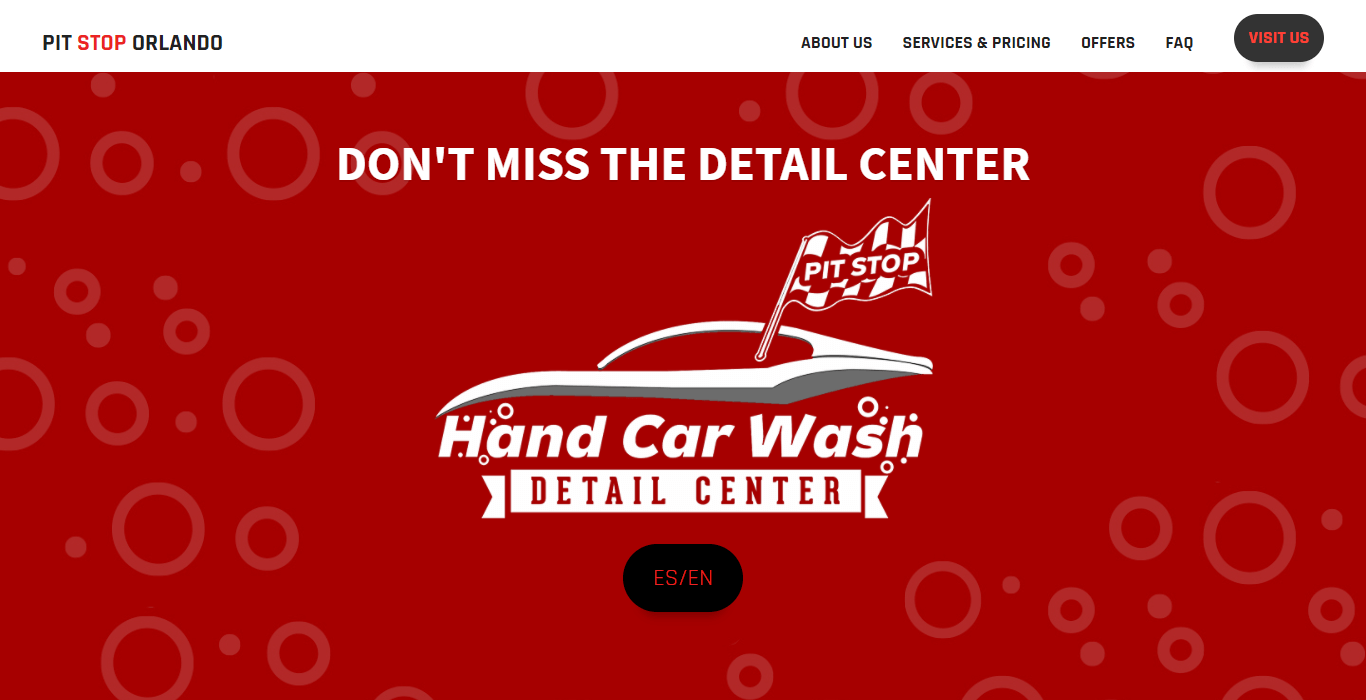 PIT STOP ORLANDO
ABOUT US
SERVICES & PRICING
OFFERS
FAQ
VISIT US
DON'T MISS THE DETAIL CENTER
PIT STOP
Hand Car Wash
DETAIL CENTER
ES/EN